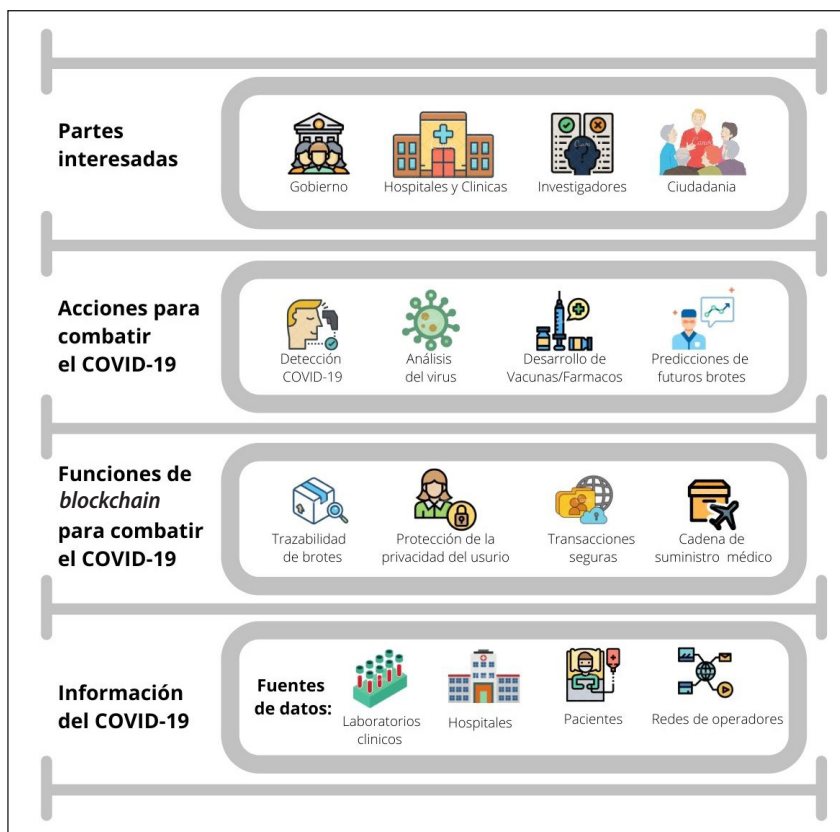 Partes
interesadas
Gobierno
Hospitales y Clinicas
Investigadores
Ciudadania
Acciones para
combatir
el COVID-19
Detección
COVID-19
Análisis
del virus
Desarrollo de
Vacunas/Farmacos
Predicciones de
futuros brotes
Funciones de
blockchain
para combatir
el COVID-19
Trazabilidad
de brotes
Protección de la
privacidad del usurio
Transacciones
seguras
Cadena de
suministro médico
Información
del COVID-19
Fuentes
de datos:
Laboratorios
clinicos
Hospitales
Pacientes
Redes de operadores